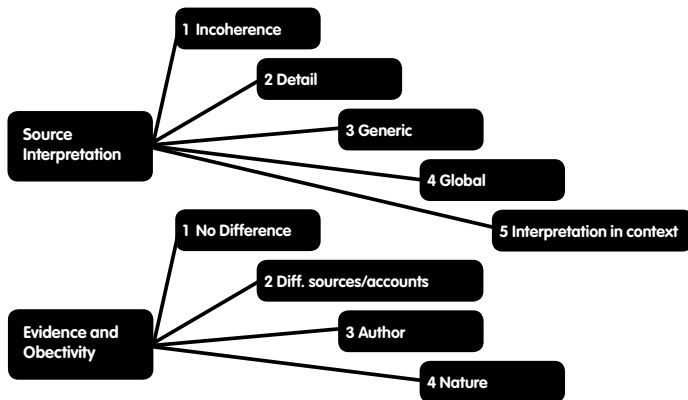 1 Incoherence
2 Detail
3 Generic
Source
Interpretation
4 Global
5 Interpretation in context
1 No Difference
2 Diff. sources/accounts
3 Author
Evidence and
Obectivity
4 Nature